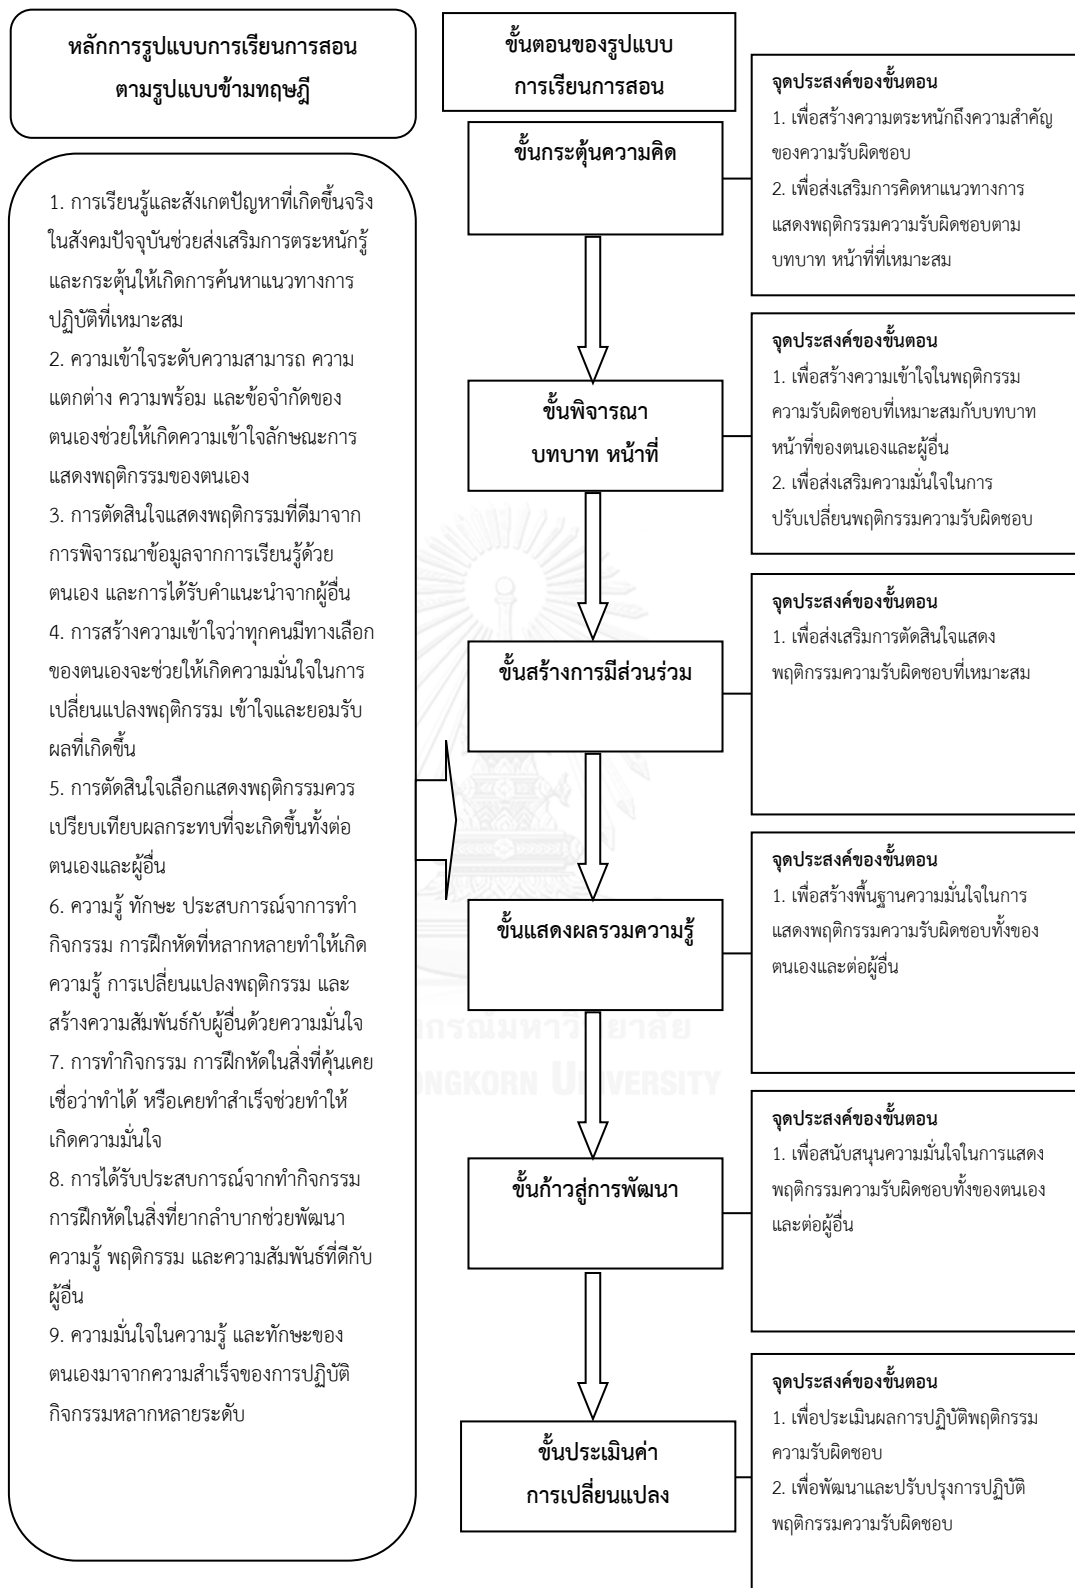 หลักการรูปแบบการเรียนการสอน
ตามรูปแบบข้ามทฤษฎี
1. การเรียนรู้และสังเกตปัญหาที่เกิดขึ้นจริง
ในสังคมปัจจุบันช่วยส่งเสริมการตระหนักรู้
และกระตุ้นให้เกิดการค้นหาแนวทางการ
ปฏิบัติที่เหมาะสม
2. ความเข้าใจระดับความสามารถ ความ
แตกต่าง ความพร้อม และข้อจำกัดของ
ตนเองช่วยให้เกิดความเข้าใจลักษณะการ
แสดงพฤติกรรมของตนเอง
3. การตัดสินใจแสดงพฤติกรรมที่ดีมาจาก
การพิจารณาข้อมูลจากการเรียนรู้ด้วย
ตนเอง และการได้รับคำแนะนำจากผู้อื่น
4. การสร้างความเข้าใจว่าทุกคนมีทางเลือก
ของตนเองจะช่วยให้เกิดความมั่นใจในการ
เปลี่ยนแปลงพฤติกรรม เข้าใจและยอมรับ
ผลที่เกิดขึ้น
5. การตัดสินใจเลือกแสดงพฤติกรรมควร
เปรียบเทียบผลกระทบที่จะเกิดขึ้นทั้งต่อ
ตนเองและผู้อื่น
6. ความรู้ ทักษะ ประสบการณ์จาการทำ
กิจกรรม การฝึกหัดที่หลากหลายทำให้เกิด
ความรู้ การเปลี่ยนแปลงพฤติกรรม และ
สร้างความสัมพันธ์กับผู้อื่นด้วยความมั่นใจ
7. การทำกิจกรรม การฝึกหัดในสิ่งที่คุ้นเคย
เชื่อว่าทำได้ หรือเคยทำสำเร็จช่วยทำให้
เกิดความมั่นใจ
8. การได้รับประสบการณ์จากทำกิจกรรม
การฝึกหัดในสิ่งที่ยากลำบากช่วยพัฒนา
ความรู้ พฤติกรรม และความสัมพันธ์ที่ดีกับ
ผู้อื่น
9. ความมั่นใจในความรู้ และทักษะของ
ตนเองมาจากความสำเร็จของการปฏิบัติ
กิจกรรมหลากหลายระดับ
ขั้นตอนของรูปแบบ
การเรียนการสอน
ขั้นกระตุ้นความคิด
จุดประสงค์ของขั้นตอน
1. เพื่อสร้างความตระหนักถึงความสำคัญ
ของความรับผิดชอบ
2. เพื่อส่งเสริมการคิดหาแนวทางการ
แสดงพฤติกรรมความรับผิดชอบตาม
บทบาท หน้าที่ที่เหมาะสม
ขั้นพิจารณา
บทบาท หน้าที่
จุดประสงค์ของขั้นตอน
1. เพื่อสร้างความเข้าใจในพฤติกรรม
ความรับผิดชอบที่เหมาะสมกับบทบาท
หน้าที่ของตนเองและผู้อื่น
2. เพื่อส่งเสริมความมั่นใจในการ
ปรับเปลี่ยนพฤติกรรมความรับผิดชอบ
ขั้นสร้างการมีส่วนร่วม
จุดประสงค์ของขั้นตอน
1. เพื่อส่งเสริมการตัดสินใจแสดง
พฤติกรรมความรับผิดชอบที่เหมาะสม
ขั้นแสดงผลรวมความรู้
จุดประสงค์ของขั้นตอน
1. เพื่อสร้างพื้นฐานความมั่นใจในการ
แสดงพฤติกรรมความรับผิดชอบทั้งของ
ตนเองและต่อผู้อื่น
กรณ์มหาวิทยาลัย
NGKORN UNIVERSITY
ขั้นก้าวสู่การพัฒนา
จุดประสงค์ของขั้นตอน
1. เพื่อสนับสนุนความมั่นใจในการแสดง
พฤติกรรมความรับผิดชอบทั้งของตนเอง
และต่อผู้อื่น
ขั้นประเมินค่า
การเปลี่ยนแปลง
จุดประสงค์ของขั้นตอน
1. เพื่อประเมินผลการปฏิบัติพฤติกรรม
ความรับผิดชอบ
2. เพื่อพัฒนาและปรับปรุงการปฏิบัติ
พฤติกรรมความรับผิดชอบ